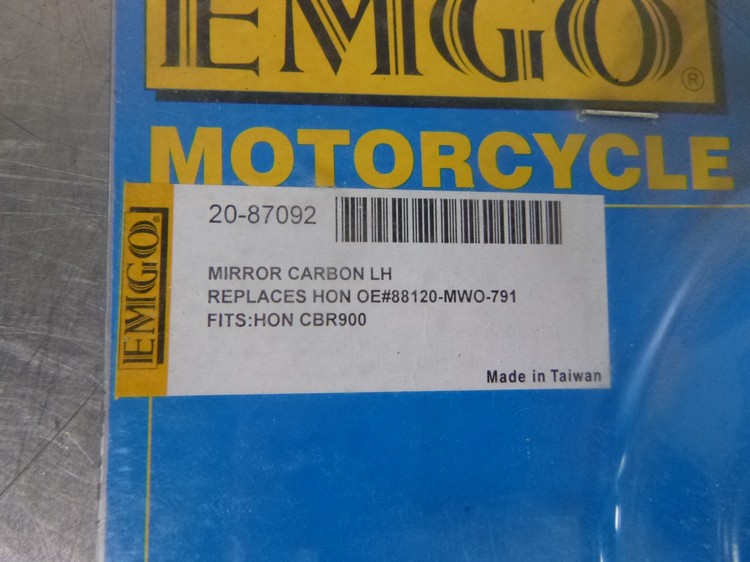 EMGO®
MOTORCYCLE
EMGO®
20-87092
MIRROR CARBON LH
REPLACES HON OE#88120-MWO-791
FITS:HON CBR900
Made in Taiwan